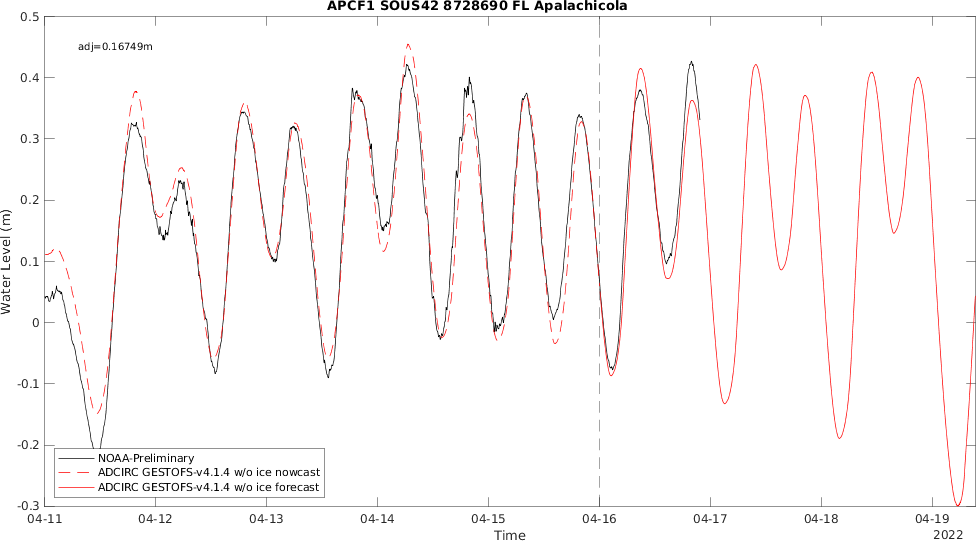 APCF1 SOUS42 8728690 FL Apalachicola
adj=0.16749m
0.5
0.4
0.3
0.2
0.1
0
-0.1
-0.2
-0.3
Water Level (m)
NOAA-Preliminary
ADCIRC GESTOFS-v4.1.4 w/o ice nowcast
ADCIRC GESTOFS-v4.1.4 w/o ice forecast
04-11 04-12 04-13 04-14 04-15 04-16 04-17 04-18 04-19
Time
2022